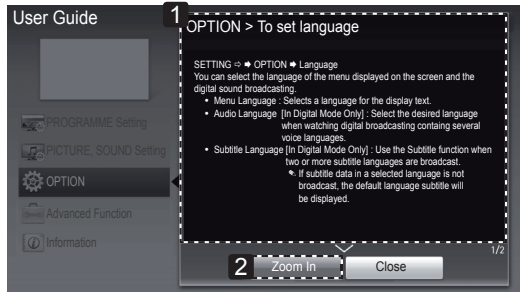 User Guide
1
OPTION > To set language
SETTING ⇨ ➡ OPTION ➡ Language
You can select the language of the menu displayed on the screen and the
digital sound broadcasting.
• Menu Language : Selects a language for the display text.
• Audio Language [In Digital Mode Only] : Select the desired language
when watching digital broadcasting containg several
voice languages.
• Subtitle Language [In Digital Mode Only] : Use the Subtitle function when
two or more subtitle languages are broadcast.
✎ If subtitle data in a selected language is not
broadcast, the default language subtitle will
be displayed.
PROGRAMME Setting
PICTURE, SOUND Setting
OPTION
Advanced Function
Information
1/2
2
Zoom In
Close